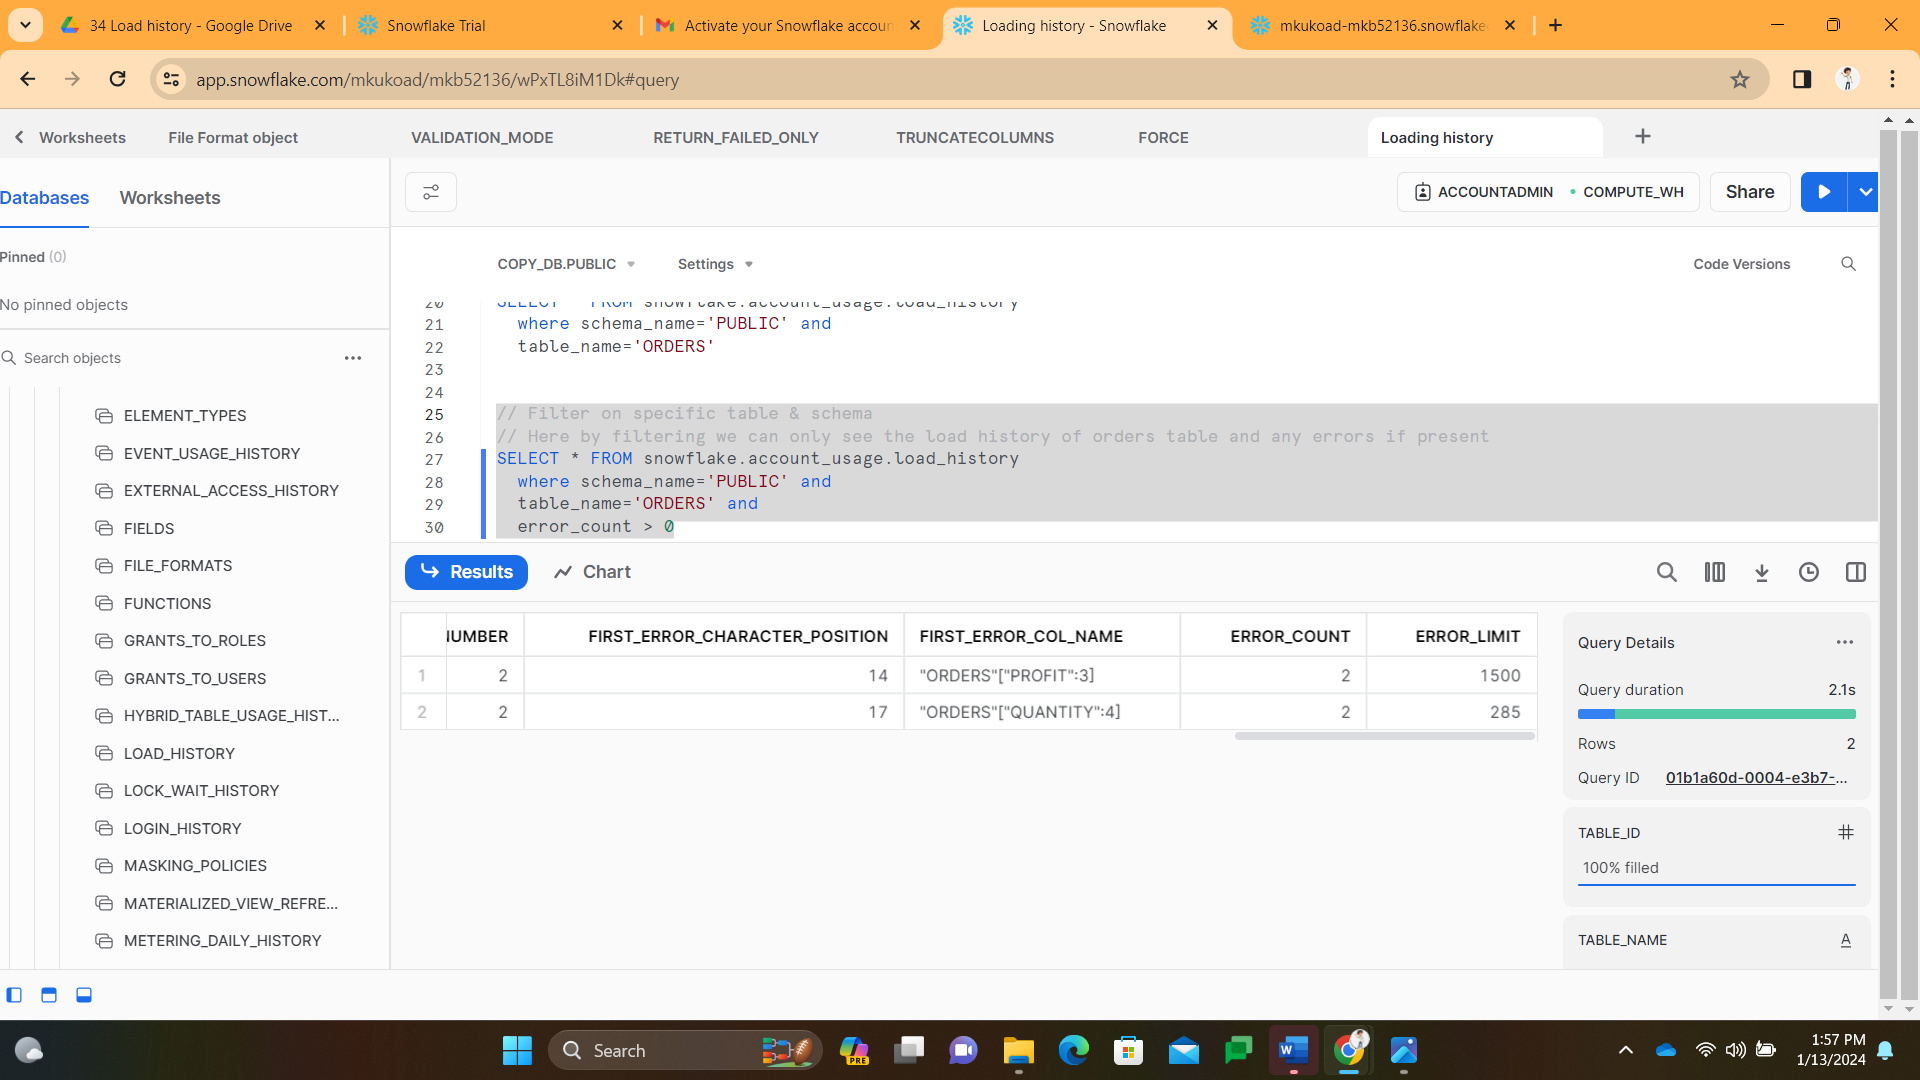 34 Load history - Google Drive
Snowflake Trial
Activate your Snowflake accoun
Loading history - Snowflake
mkukoad-mkb52136.snowflake
app.snowflake.com/mkukoad/mkb52136/wPxTL8iM1Dk#query
Worksheets
File Format object
VALIDATION_MODE
RETURN_FAILED_ONLY
TRUNCATECOLUMNS
FORCE
Loading history
Databases
Worksheets
ACCOUNTADMIN
COMPUTE_WH
Share
Pinned (0)
No pinned objects
Search objects
ELEMENT_TYPES
EVENT_USAGE_HISTORY
EXTERNAL_ACCESS_HISTORY
FIELDS
FILE_FORMATS
FUNCTIONS
GRANTS_TO_ROLES
GRANTS_TO_USERS
HYBRID_TABLE_USAGE_HIST...
LOAD_HISTORY
LOCK_WAIT_HISTORY
LOGIN_HISTORY
MASKING_POLICIES
MATERIALIZED_VIEW_REFRE...
METERING_DAILY_HISTORY
COPY_DB.PUBLIC
Settings
Code Versions
20 SELECT * FROM snowflake.account_usage.load_history
21 where schema_name='PUBLIC' and
22 table_name='ORDERS'
23
24
25 // Filter on specific table & schema
26 // Here by filtering we can only see the load history of orders table and any errors if present
27 SELECT * FROM snowflake.account_usage.load_history
28 where schema_name='PUBLIC' and
29 table_name='ORDERS' and
30 error_count > 0
Results
Chart
NUMBER FIRST_ERROR_CHARACTER_POSITION FIRST_ERROR_COL_NAME ERROR_COUNT ERROR_LIMIT
1 2 14 "ORDERS"["PROFIT":3] 2 1500
2 2 17 "ORDERS"["QUANTITY":4] 2 285
Query Details
Query duration 2.1s
Rows 2
Query ID 01b1a60d-0004-e3b7-...
TABLE_ID
100% filled
TABLE_NAME
A
Search
PRE
1:57 PM
1/13/2024